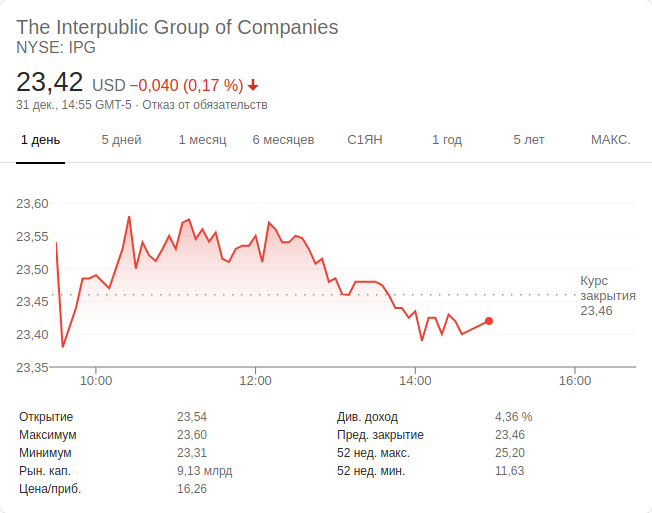 The Interpublic Group of Companies
NYSE: IPG
23,42 USD −0,040 (0,17 %)
31 дек., 14:55 GMT-5 · Отказ от обязательств
1 день 5 дней 1 месяц 6 месяцев С1ЯН 1 год 5 лет МАКС.
23,60
23,55
23,50
23,45
23,40
23,35
Курс
закрытия
23,46
10:00 12:00 14:00 16:00
Открытие 23,54 Див. доход 4,36 %
Максимум 23,60 Пред. закрытие 23,46
Минимум 23,31 52 нед. макс. 25,20
Рын. кап. 9,13 млрд 52 нед. мин. 11,63
Цена/приб. 16,26